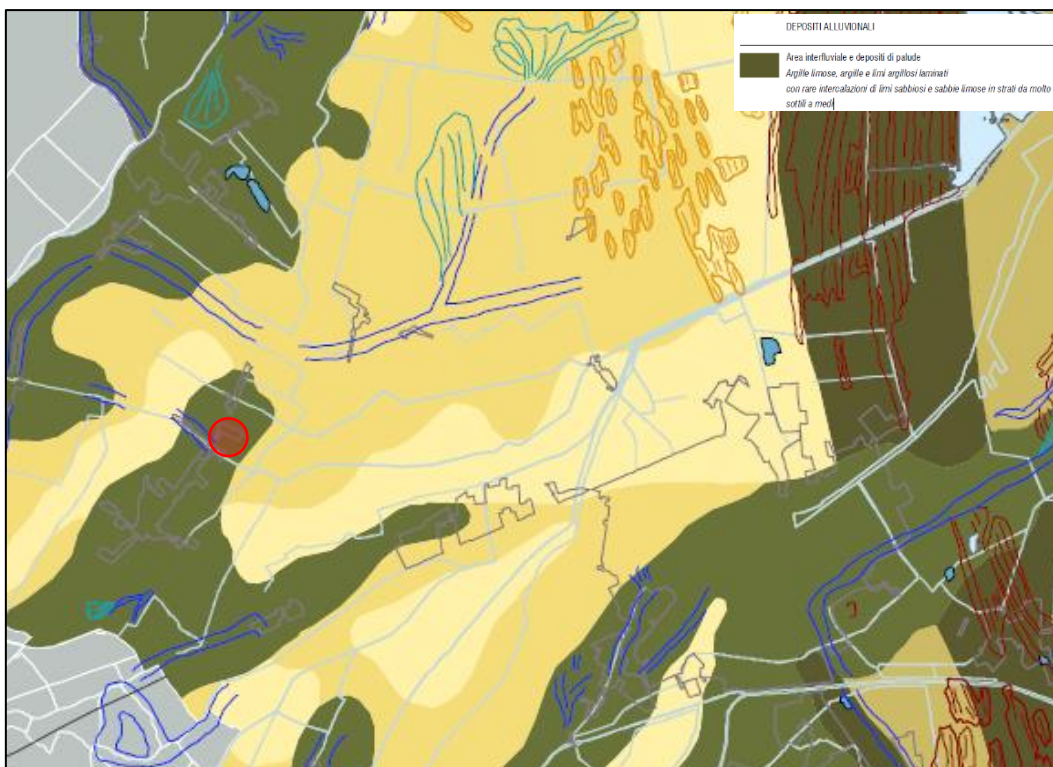 DEPOSITI ALLUVIONALI
Area interfluviale e depositi di palude
Argille limose, argille e limi argillosi laminati
con rare intercalazioni di limi sabbiosi e sabbie limose in strati da molto
sottili a medi